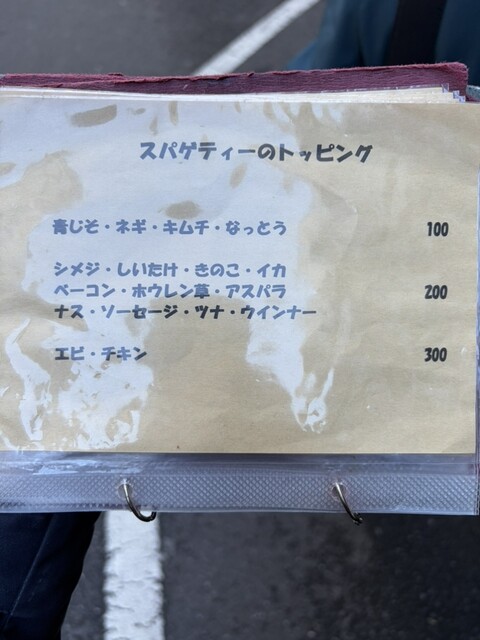 スパゲティーのトッピング
青じそ・ネギ・キムチ・なっとう 100
シメジ・しいたけ・きのこ・イカ
ベーコン・ホウレン草・アスパラ 200
ナス・ソーセージ・ツナ・ウインナー
エビ・チキン 300